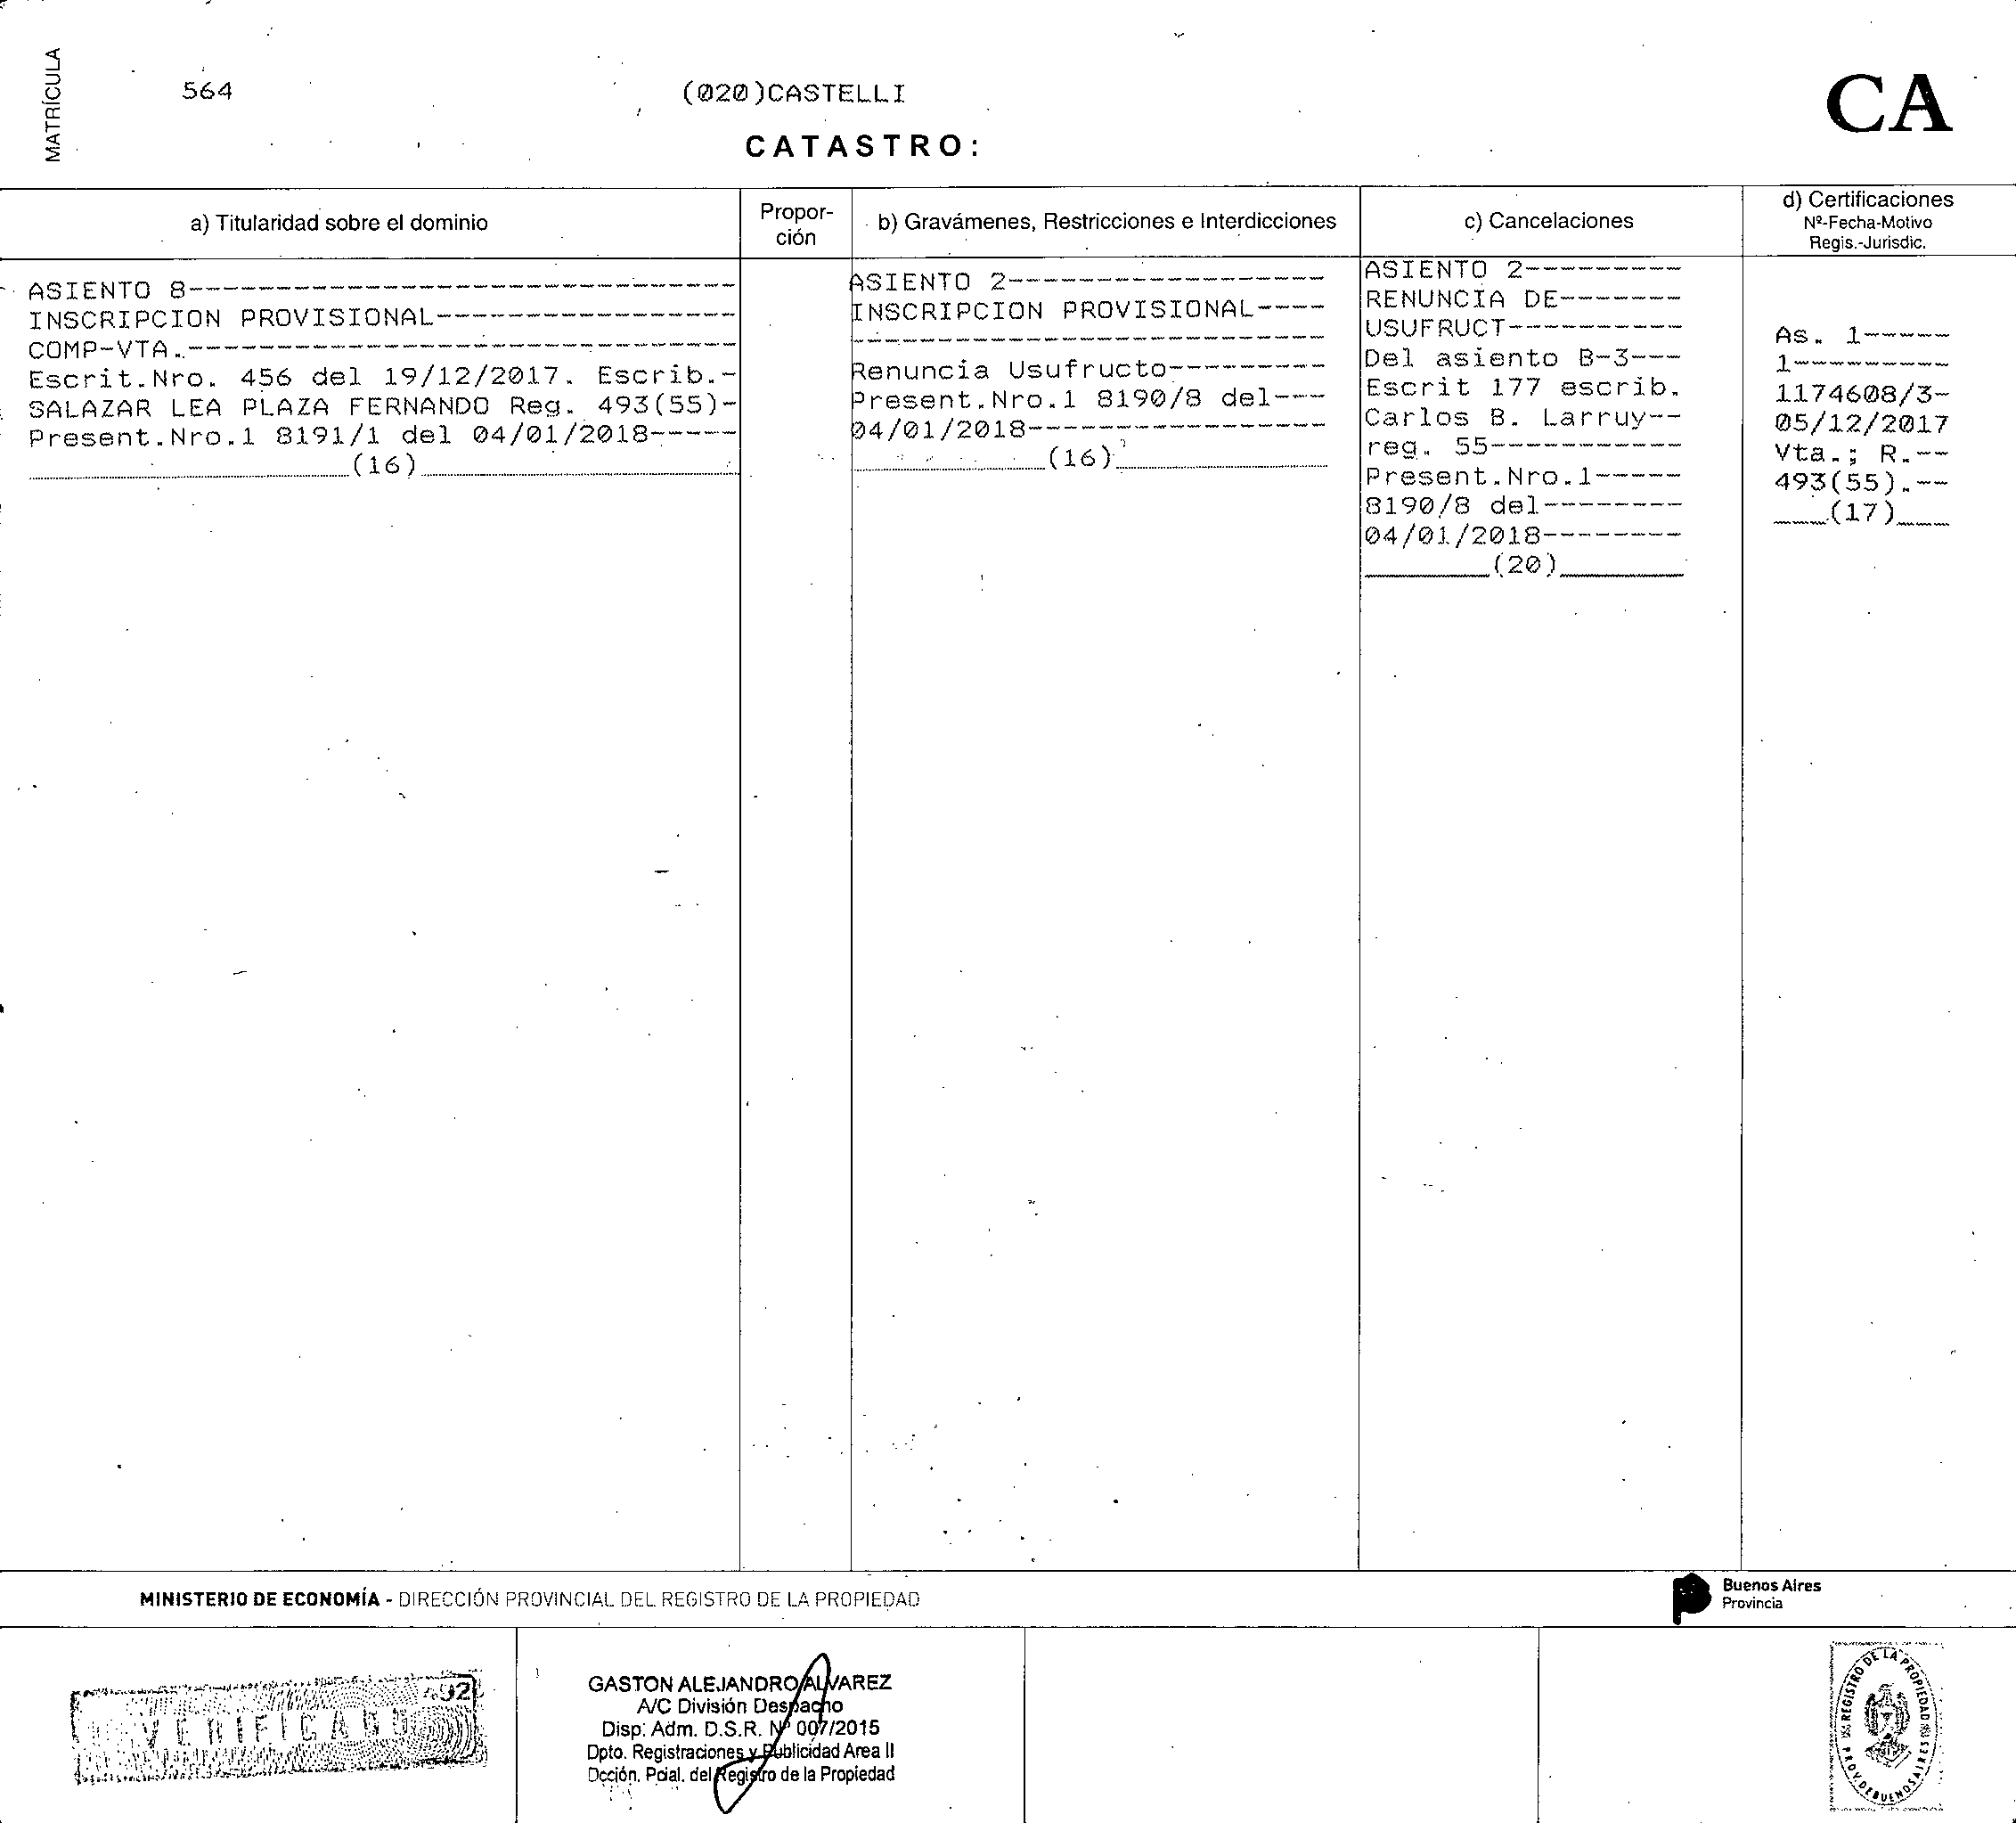 MATRÍCULA
564
(020)CASTELLI
CA
CATASTRO:
a) Titularidad sobre el dominio
Propor-
ción
b) Gravámenes, Restricciones e Interdicciones
c) Cancelaciones
d) Certificaciones
Nº-Fecha-Motivo
Regis.-Jurisdic.
ASIENTO 8-------------------------------
INSCRIPCION PROVISIONAL-----------------
COMP-VTA.-------------------------------
Escrit.Nro. 456 del 19/12/2017. Escrib.-
SALAZAR LEA PLAZA FERNANDO Reg. 493(55)-
Present.Nro.1 8191/1 del 04/01/2018-----
(16)
ASIENTO 2------------------
INSCRIPCION PROVISIONAL----
---------------------------
Renuncia Usufructo---------
Present.Nro.1 8190/8 del---
04/01/2018-----------------
(16)
ASIENTO 2---------
RENUNCIA DE-------
USUFRUCT----------
Del asiento B-3---
Escrit 177 escrib.
Carlos B. Larruy--
reg. 55-----------
Present.Nro.1-----
8190/8 del--------
04/01/2018--------
(20)
As. 1-----
1---------
1174608/3-
05/12/2017
Vta.; R.--
493(55).--
(17)
MINISTERIO DE ECONOMÍA - DIRECCIÓN PROVINCIAL DEL REGISTRO DE LA PROPIEDAD
Buenos Aires
Provincia
VERIFICADO
GASTON ALEJANDRO ALVAREZ
A/C División Despacho
Disp. Adm. D.S.R. Nº 007/2015
Dpto. Registraciones y Publicidad Area II
Dcción. Pcial. del Registro de la Propiedad
REGISTRO DE LA PROPIEDAD
PROV. DE BUENOS AIRES